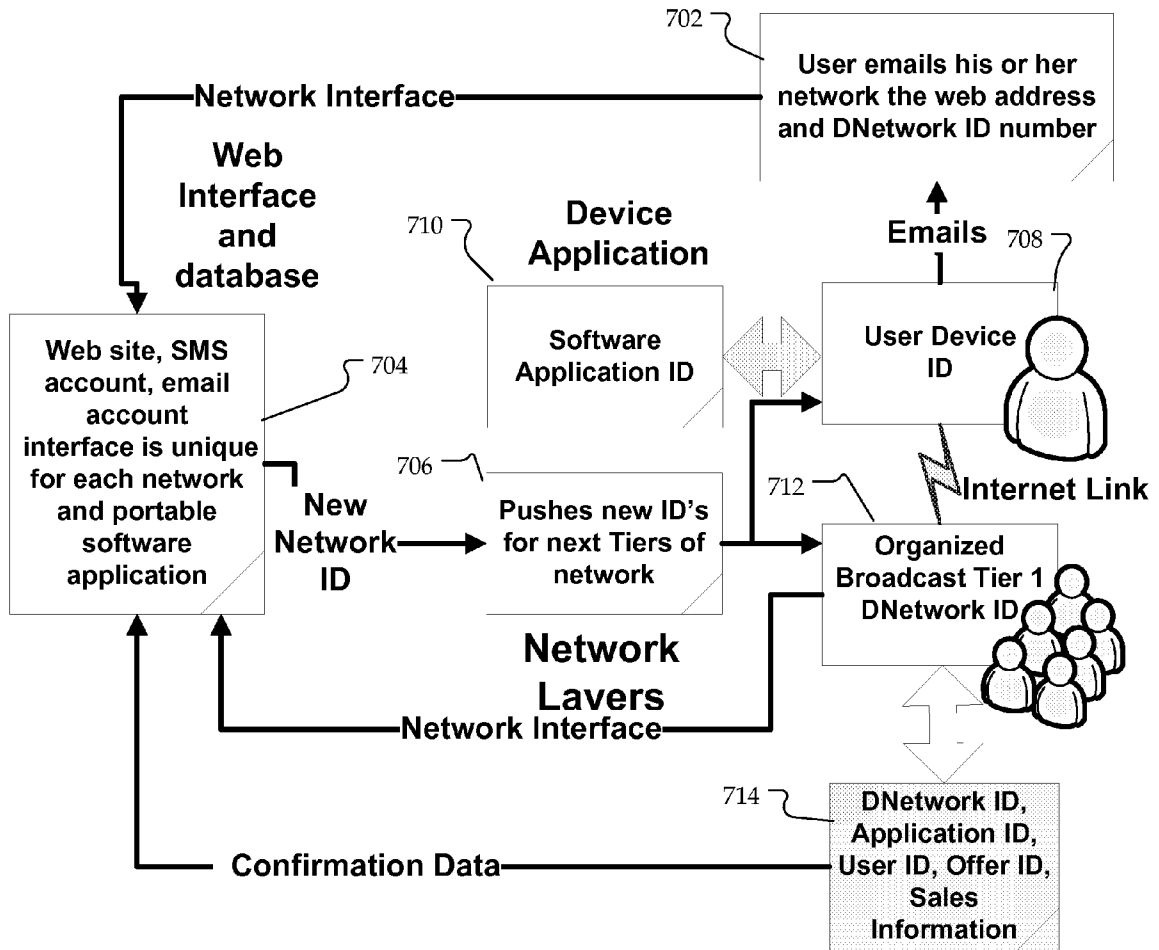 702
User emails his or her
network the web address
and DNetwork ID number
Network Interface
Web
Interface
and
database
710
Device
Application
Emails
708
Software
Application ID
User Device
ID
Web site, SMS
account, email
account
interface is unique
for each network
and portable
software
application
704
New
Network
ID
706
Pushes new ID's
for next Tiers of
network
Internet Link
712
Organized
Broadcast Tier 1
DNetwork ID
Network
Lavers
Network Interface
714
DNetwork ID,
Application ID,
User ID, Offer ID,
Sales
Information
Confirmation Data